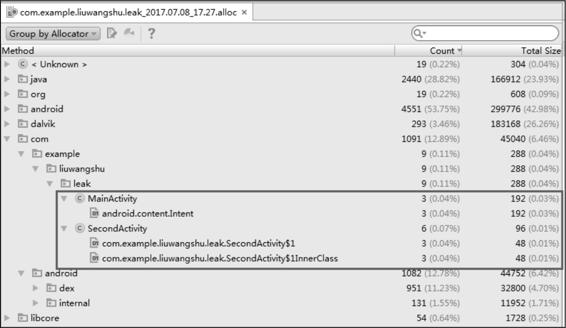 com.example.liuwangshu.leak_2017.07.08_17.27.alloc ×
Group by Allocator ?
Method Count Total Size
< Unknown > 19 (0.22%) 304 (0.04%)
java 2440 (28.82%) 166912 (23.93%)
org 19 (0.22%) 608 (0.09%)
android 4551 (53.75%) 299776 (42.98%)
dalvik 293 (3.46%) 183168 (26.26%)
com 1091 (12.89%) 45040 (6.46%)
example 9 (0.11%) 288 (0.04%)
liuwangshu 9 (0.11%) 288 (0.04%)
leak 9 (0.11%) 288 (0.04%)
MainActivity 3 (0.04%) 192 (0.03%)
android.content.Intent 3 (0.04%) 192 (0.03%)
SecondActivity 6 (0.07%) 96 (0.01%)
com.example.liuwangshu.leak.SecondActivity$1 3 (0.04%) 48 (0.01%)
com.example.liuwangshu.leak.SecondActivity$1InnerClass 3 (0.04%) 48 (0.01%)
android 1082 (12.78%) 44752 (6.42%)
dex 951 (11.23%) 32800 (4.70%)
internal 131 (1.55%) 11952 (1.71%)
libcore 54 (0.64%) 1728 (0.25%)